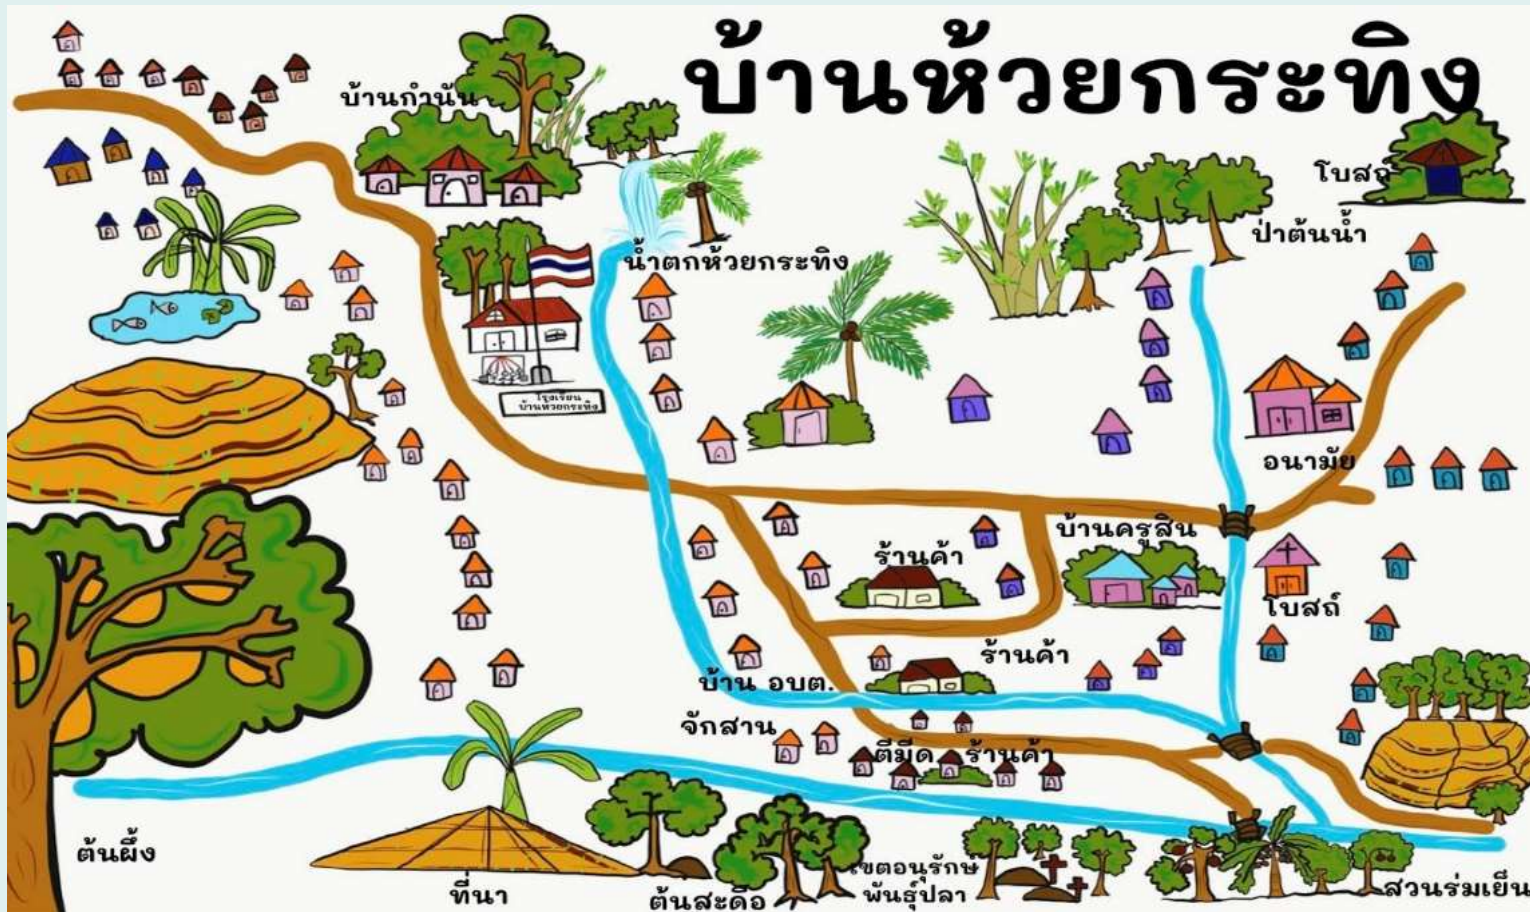 บ้านห้วยกระทิง
บ้านกำนัน
โบสถ์
ป่าต้นน้ำ
น้ำตกห้วยกระทิง
โรงเรียน
บ้านห้วยกระทิง
อนามัย
บ้านครูสิน
ร้านค้า
โบสถ์
ร้านค้า
บ้าน อบต.
จักสาน
ตีมีด
ร้านค้า
ต้นผึ้ง
ที่นา
ต้นสะดือ
เขตอนุรักษ์
พันธุ์ปลา
สวนร่มเย็น